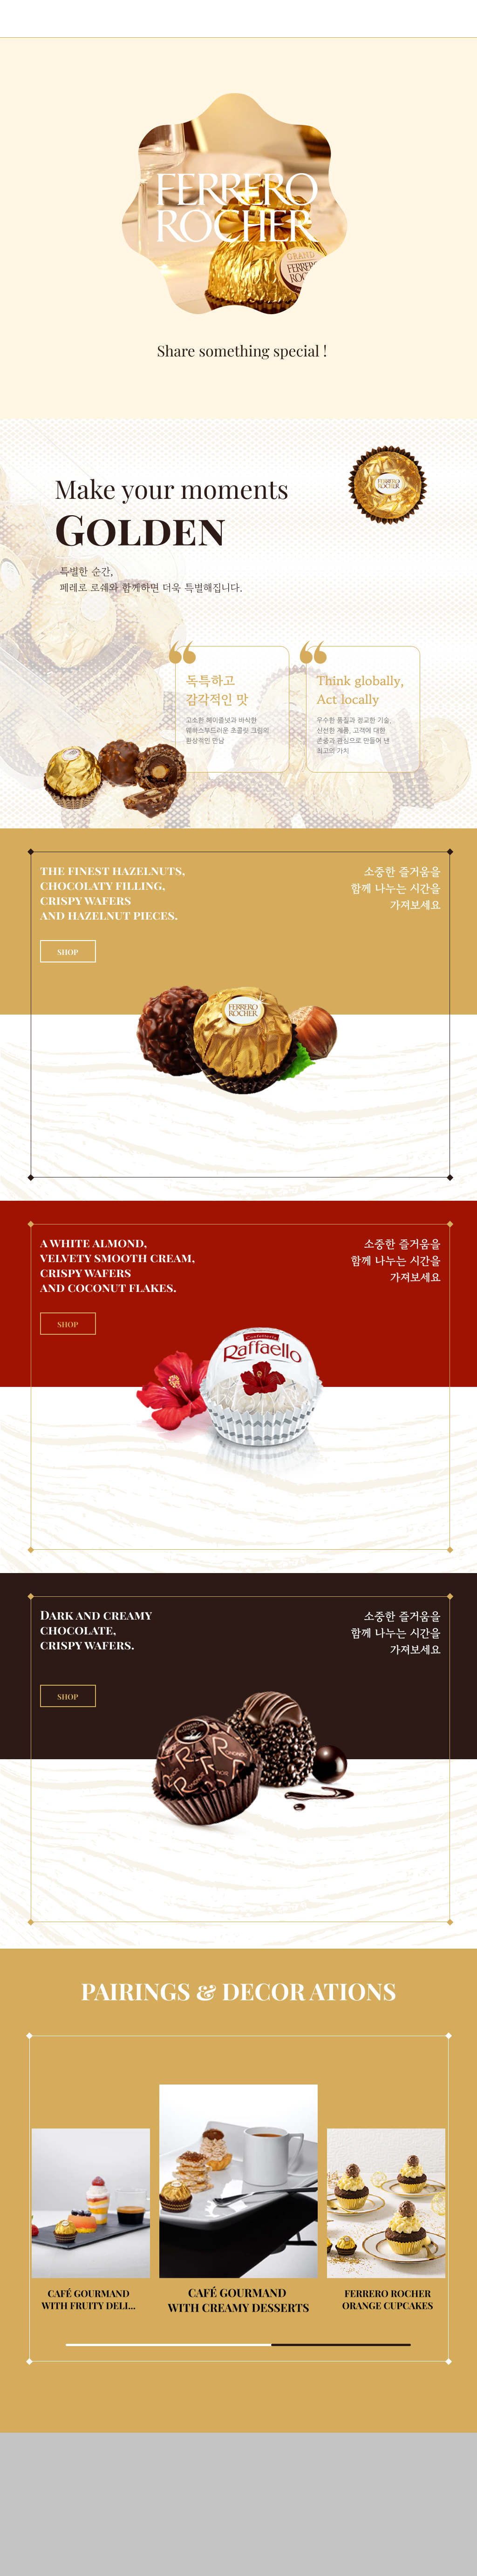 FERRERO
ROCHER
GRAND
FERRERO
Share something special !
Make your moments
GOLDEN
FERRERO
ROCHER
특별한 순간,
페레로 로쉐와 함께하면 더욱 특별해집니다.
독특하고
감각적인 맛
고소한 헤이즐넛과 바삭한
웨하스부드러운 초콜릿 크림의
환상적인 만남
Think globally,
Act locally
우수한 품질과 정교한 기술,
신선한 제품, 고객에 대한
존중과 관심으로 만들어 낸
최고의 가치
THE FINEST HAZELNUTS,
CHOCOLATY FILLING,
CRISPY WAFERS
AND HAZELNUT PIECES.
소중한 즐거움을
함께 나누는 시간을
가져보세요
SHOP
FERRERO
ROCHER
A WHITE ALMOND,
VELVETY SMOOTH CREAM,
CRISPY WAFERS
AND COCONUT FLAKES.
소중한 즐거움을
함께 나누는 시간을
가져보세요
SHOP
Confetteria
Raffaello
DARK AND CREAMY
CHOCOLATE,
CRISPY WAFERS.
소중한 즐거움을
함께 나누는 시간을
가져보세요
SHOP
PAIRINGS & DECOR ATIONS
CAFÉ GOURMAND
WITH FRUITY DELI...
CAFÉ GOURMAND
WITH CREAMY DESSERTS
FERRERO ROCHER
ORANGE CUPCAKES